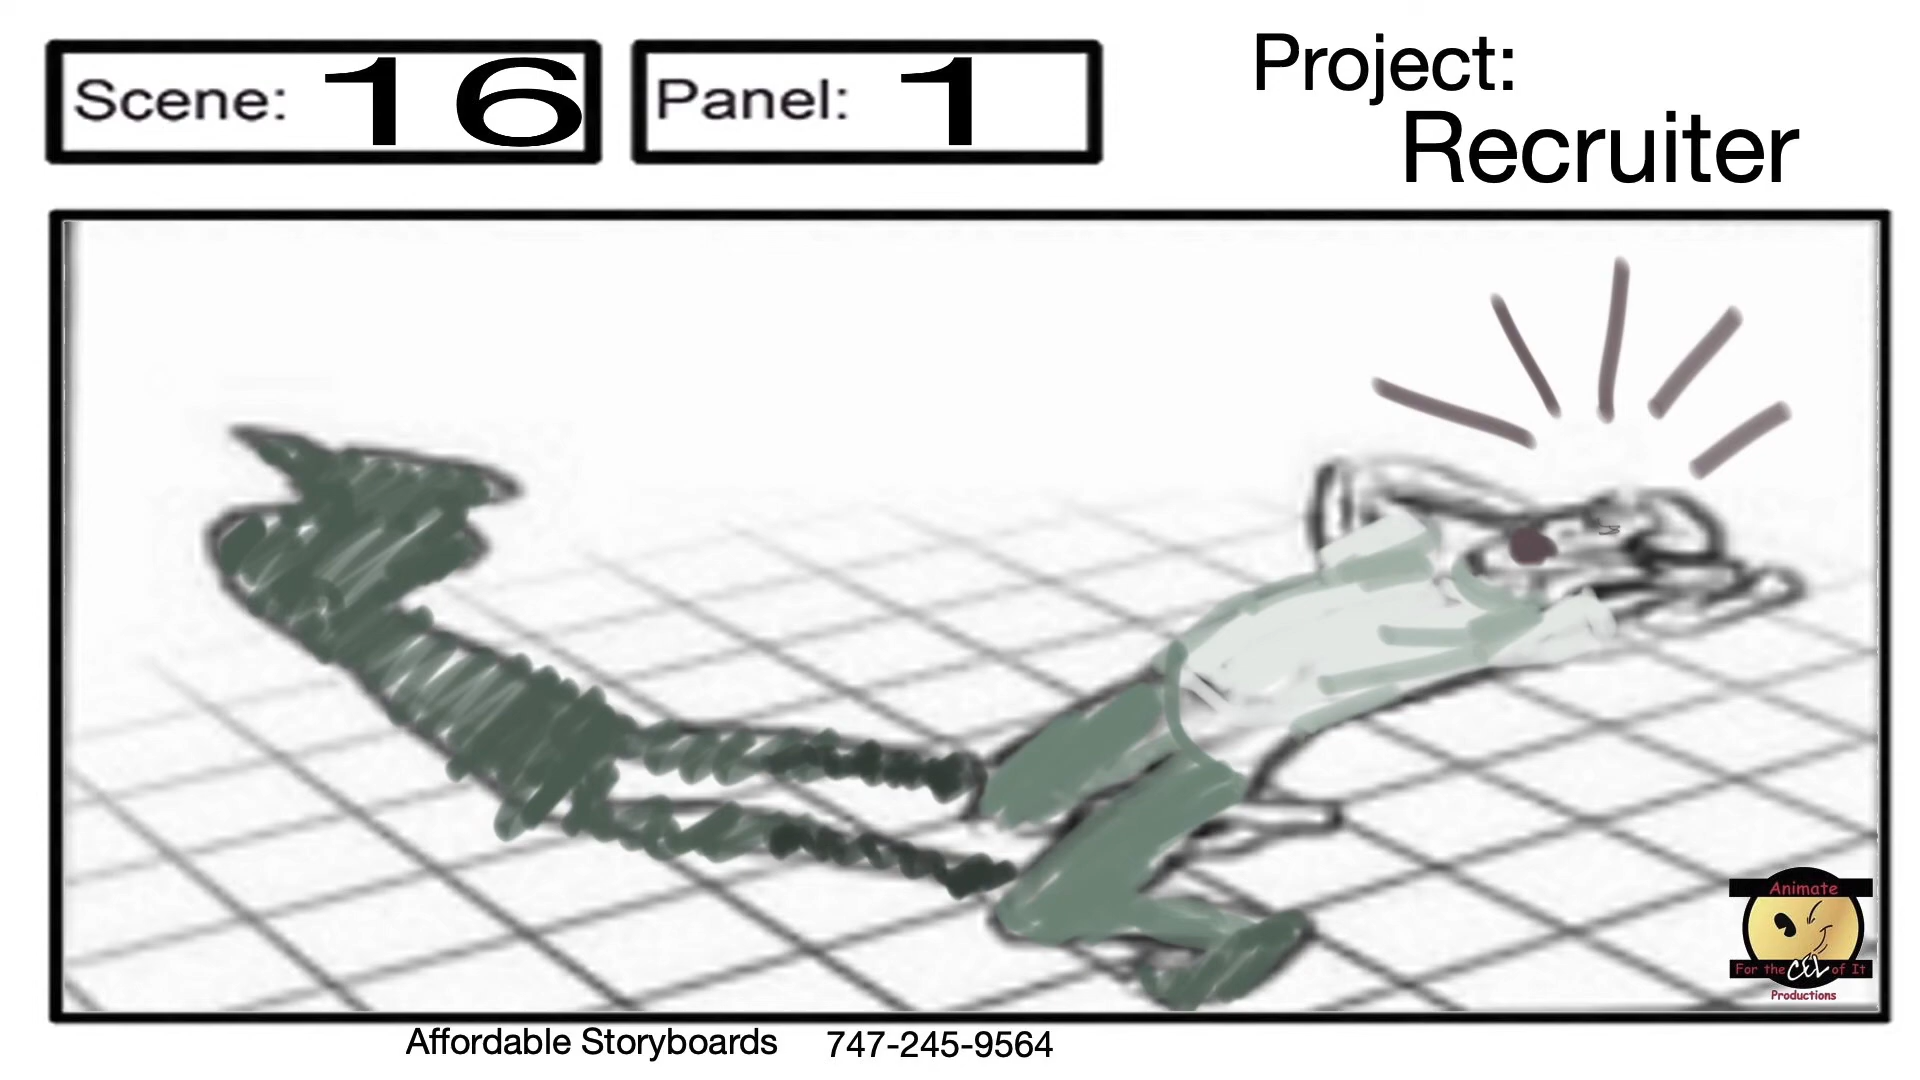 Scene: 16
Panel: 1
Project:
Recruiter
Animate
For the CEL of It
Productions
Affordable Storyboards 747-245-9564